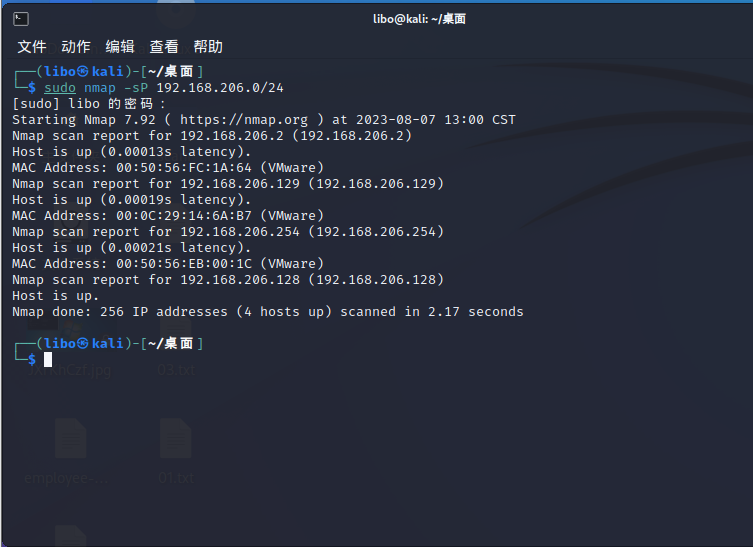 libo@kali: ~/桌面
文件 动作 编辑 查看 帮助
┌──(libo㉿kali)-[~/桌面]
└─$ sudo nmap -sP 192.168.206.0/24
[sudo] libo 的密码：
Starting Nmap 7.92 ( https://nmap.org ) at 2023-08-07 13:00 CST
Nmap scan report for 192.168.206.2 (192.168.206.2)
Host is up (0.00013s latency).
MAC Address: 00:50:56:FC:1A:64 (VMware)
Nmap scan report for 192.168.206.129 (192.168.206.129)
Host is up (0.00019s latency).
MAC Address: 00:0C:29:14:6A:B7 (VMware)
Nmap scan report for 192.168.206.254 (192.168.206.254)
Host is up (0.00021s latency).
MAC Address: 00:50:56:EB:00:1C (VMware)
Nmap scan report for 192.168.206.128 (192.168.206.128)
Host is up.
Nmap done: 256 IP addresses (4 hosts up) scanned in 2.17 seconds
┌──(libo㉿kali)-[~/桌面]
└─$
03.txt
employee-...
01.txt